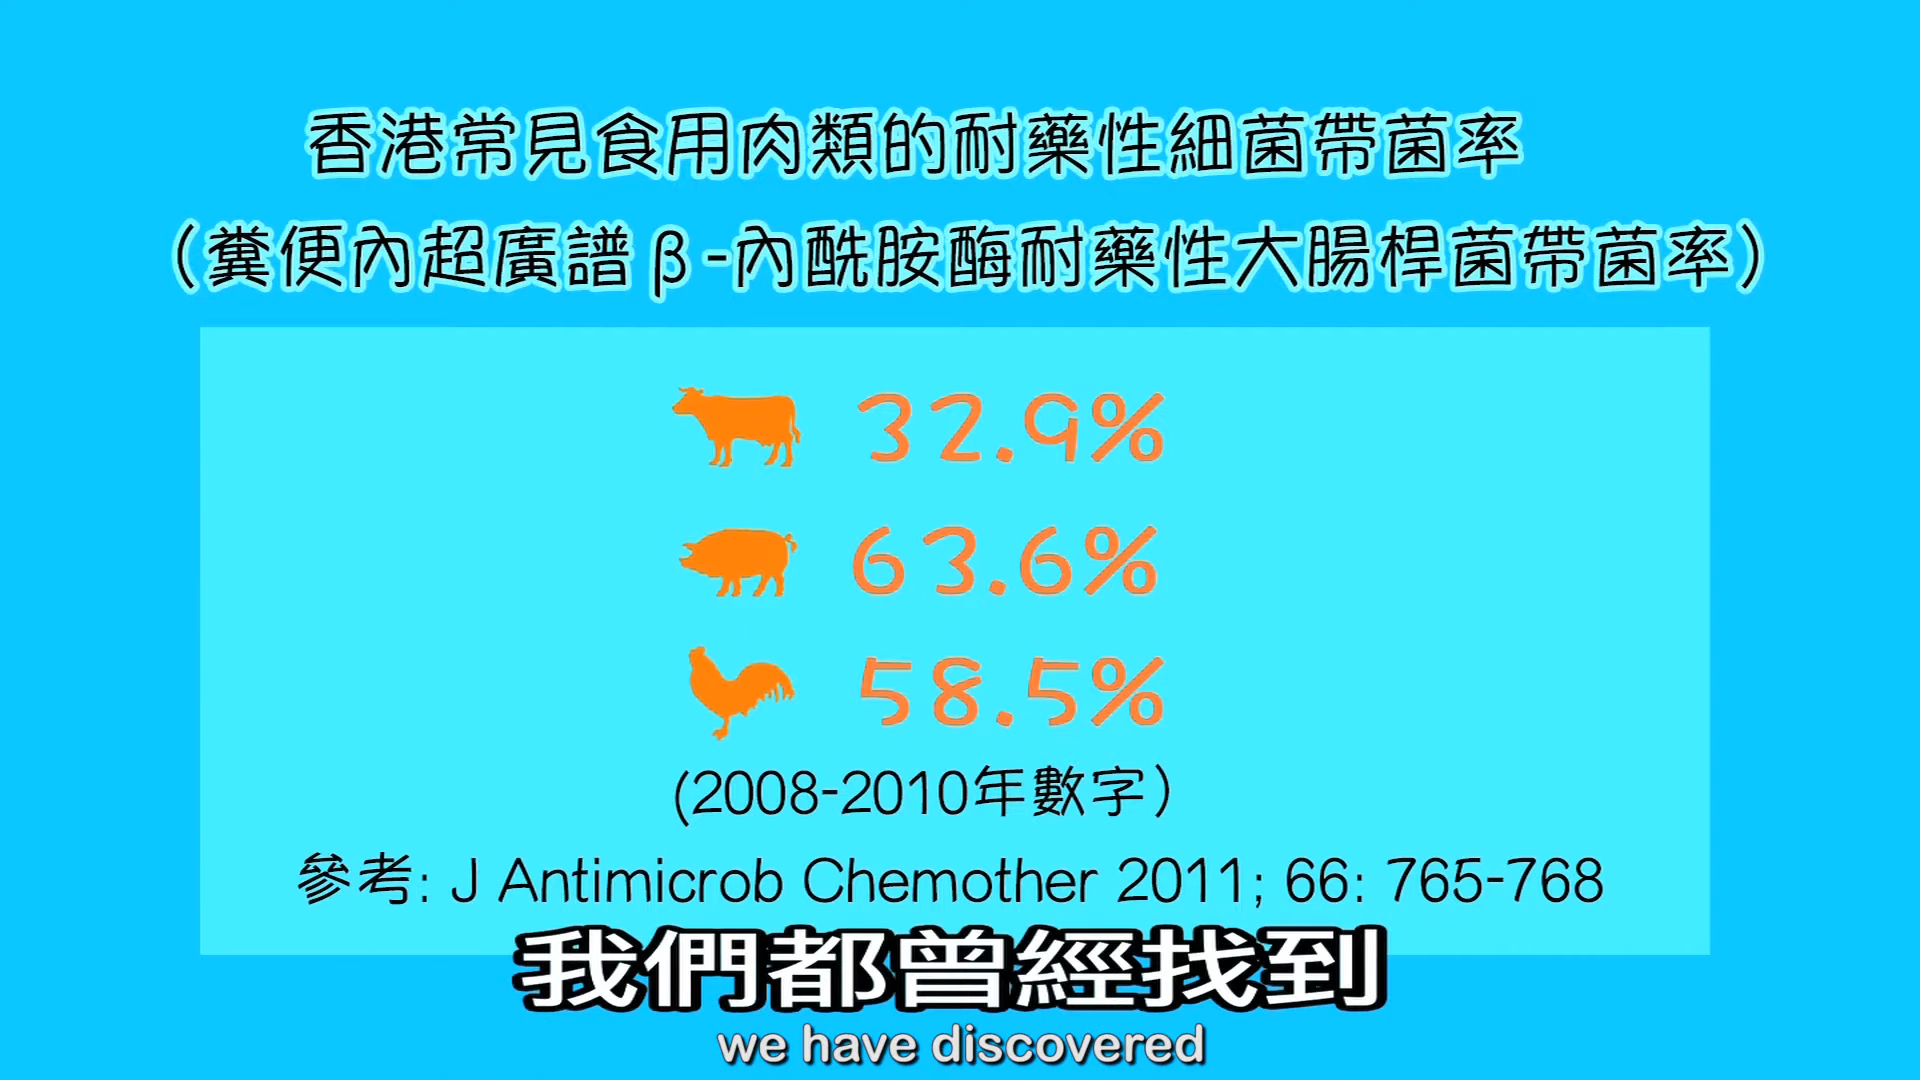 香港常見食用肉類的耐藥性細菌帶菌率
（糞便內超廣譜β-內酰胺酶耐藥性大腸桿菌帶菌率）
32.9%
63.6%
58.5%
(2008-2010年數字）
參考: J Antimicrob Chemother 2011; 66: 765-768
我們都曾經找到
we have discovered